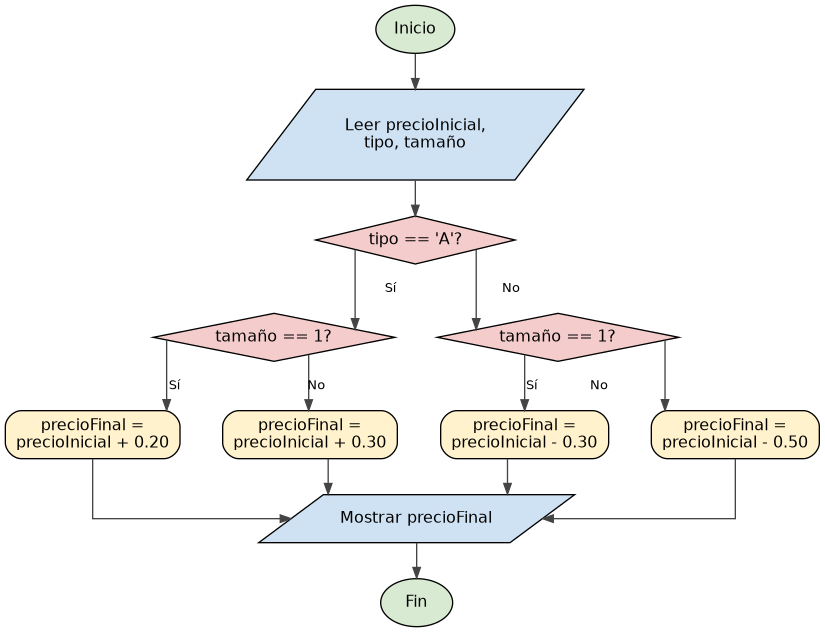 Inicio
Leer precioInicial,
tipo, tamaño
tipo == 'A'?
Sí
No
tamaño == 1?
tamaño == 1?
Sí
No
Sí
No
precioFinal =
precioInicial + 0.20
precioFinal =
precioInicial + 0.30
precioFinal =
precioInicial - 0.30
precioFinal =
precioInicial - 0.50
Mostrar precioFinal
Fin